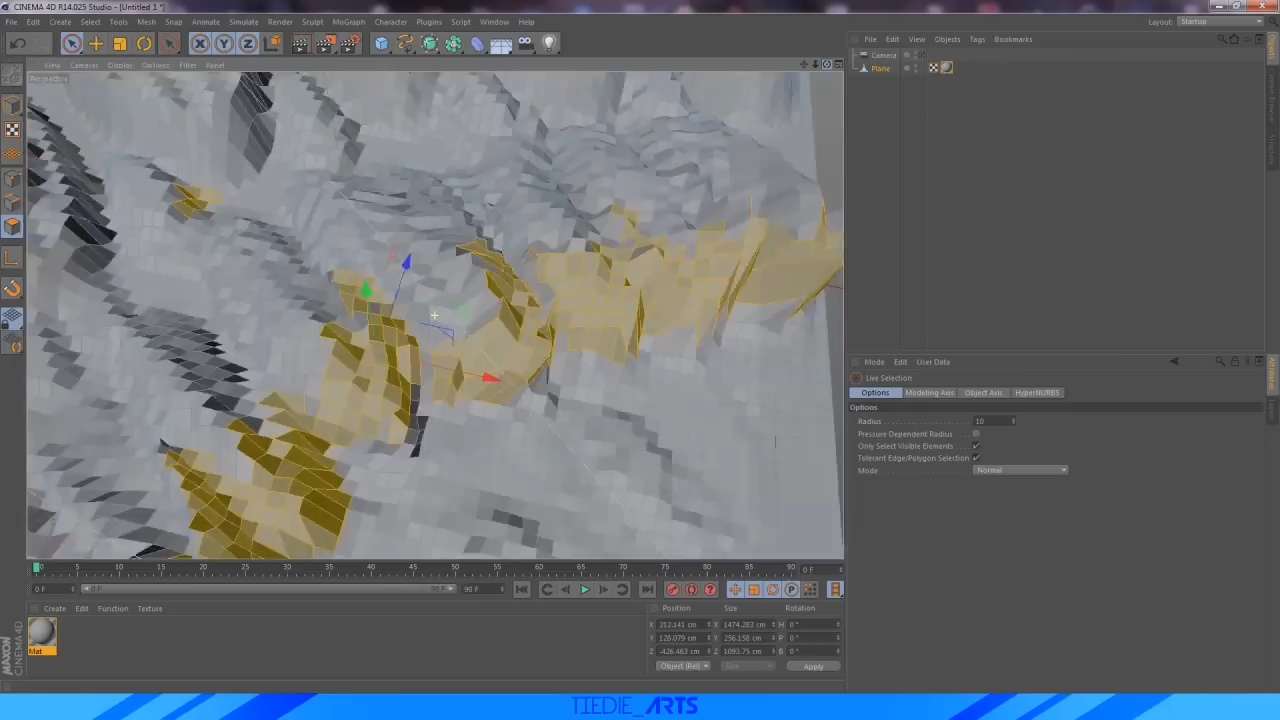 CINEMA 4D R14.025 Studio - [Untitled 1 *]
File Edit Create Select Tools Mesh Snap Animate Simulate Render Sculpt MoGraph Character Plugins Script Window Help
Layout: Startup
X Y Z
File Edit View Objects Tags Bookmarks
View Cameras Display Options Filter Panel
Perspective
Camera
Plane
Mode Edit User Data
Live Selection
Options Modeling Axis Object Axis HyperNURBS
Options
Radius 10
Pressure Dependent Radius
Only Select Visible Elements
Tolerant Edge/Polygon Selection
Mode Normal
0 5 10 15 20 25 30 35 40 45 50 55 60 65 70 75 80 85 90 0 F
0 F 0 F 90 F 90 F
Create Edit Function Texture
Mat
Position Size Rotation
X 212.141 cm X 1474.283 cm H 0 °
Y 128.079 cm Y 256.158 cm P 0 °
Z -426.463 cm Z 1093.75 cm B 0 °
Object (Rel) Size Apply
MAXON
CINEMA 4D
TIEDIE_ARTS